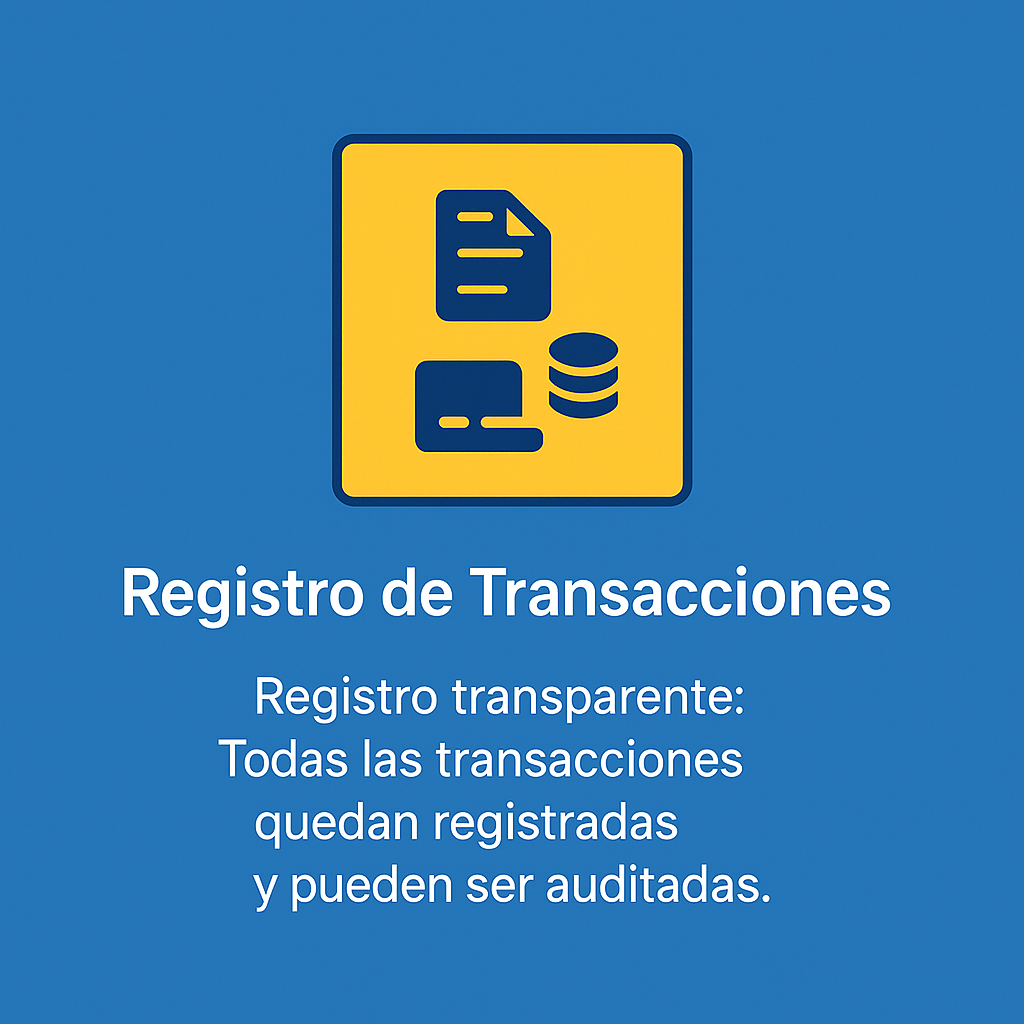 Registro de Transacciones
Registro transparente:
Todas las transacciones
quedan registradas
y pueden ser auditadas.